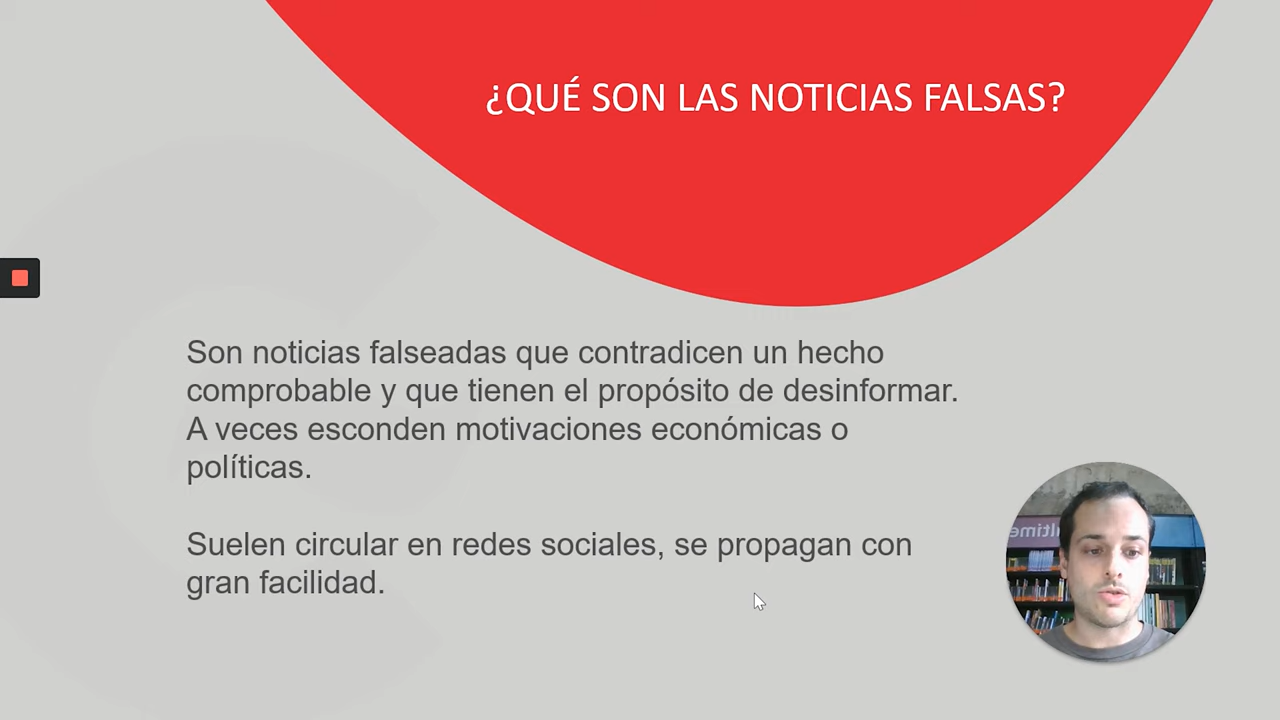 ¿QUÉ SON LAS NOTICIAS FALSAS?
Son noticias falseadas que contradicen un hecho
comprobable y que tienen el propósito de desinformar.
A veces esconden motivaciones económicas o
políticas.
Suelen circular en redes sociales, se propagan con
gran facilidad.